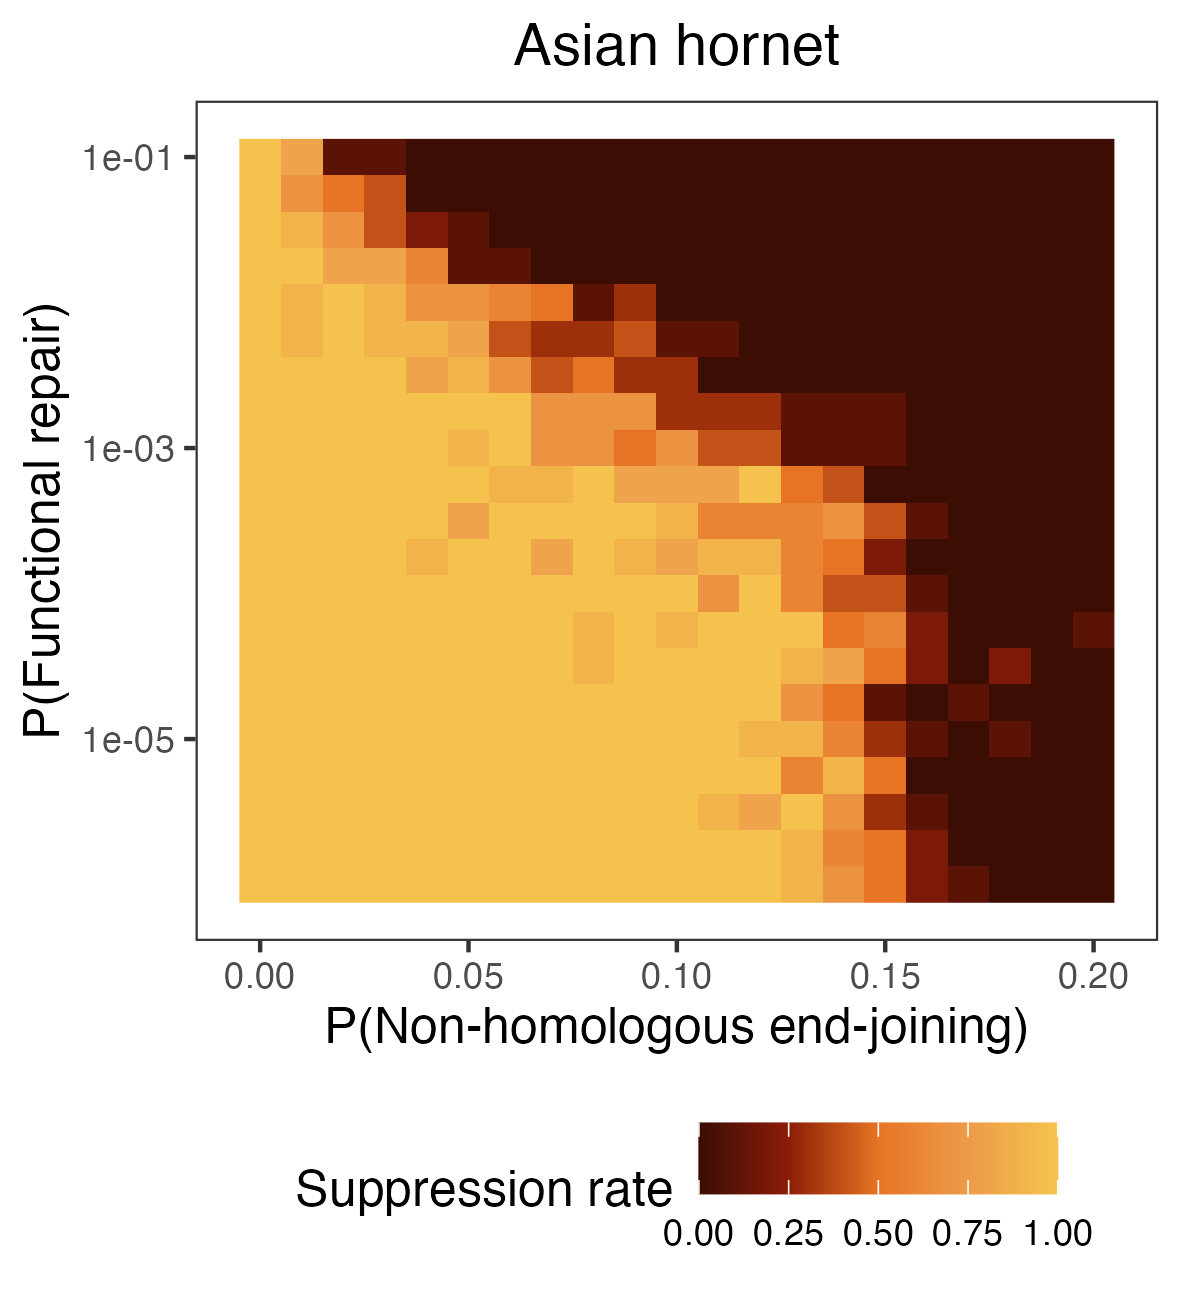 Asian hornet
P(Functional repair)
1e-01
1e-03
1e-05
0.00 0.05 0.10 0.15 0.20
P(Non-homologous end-joining)
Suppression rate
0.00 0.25 0.50 0.75 1.00